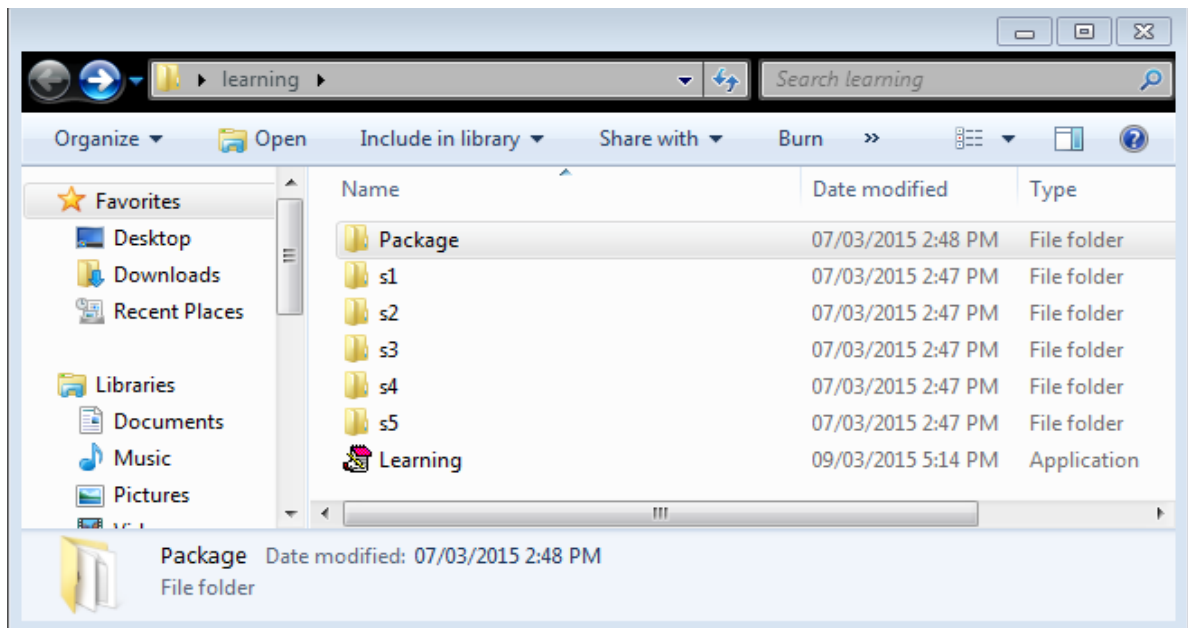 learning
Search learning
Organize Open Include in library Share with Burn »
Favorites
Desktop
Downloads
Recent Places
Libraries
Documents
Music
Pictures
Name Date modified Type
Package 07/03/2015 2:48 PM File folder
s1 07/03/2015 2:47 PM File folder
s2 07/03/2015 2:47 PM File folder
s3 07/03/2015 2:47 PM File folder
s4 07/03/2015 2:47 PM File folder
s5 07/03/2015 2:47 PM File folder
Learning 09/03/2015 5:14 PM Application
Package Date modified: 07/03/2015 2:48 PM
File folder